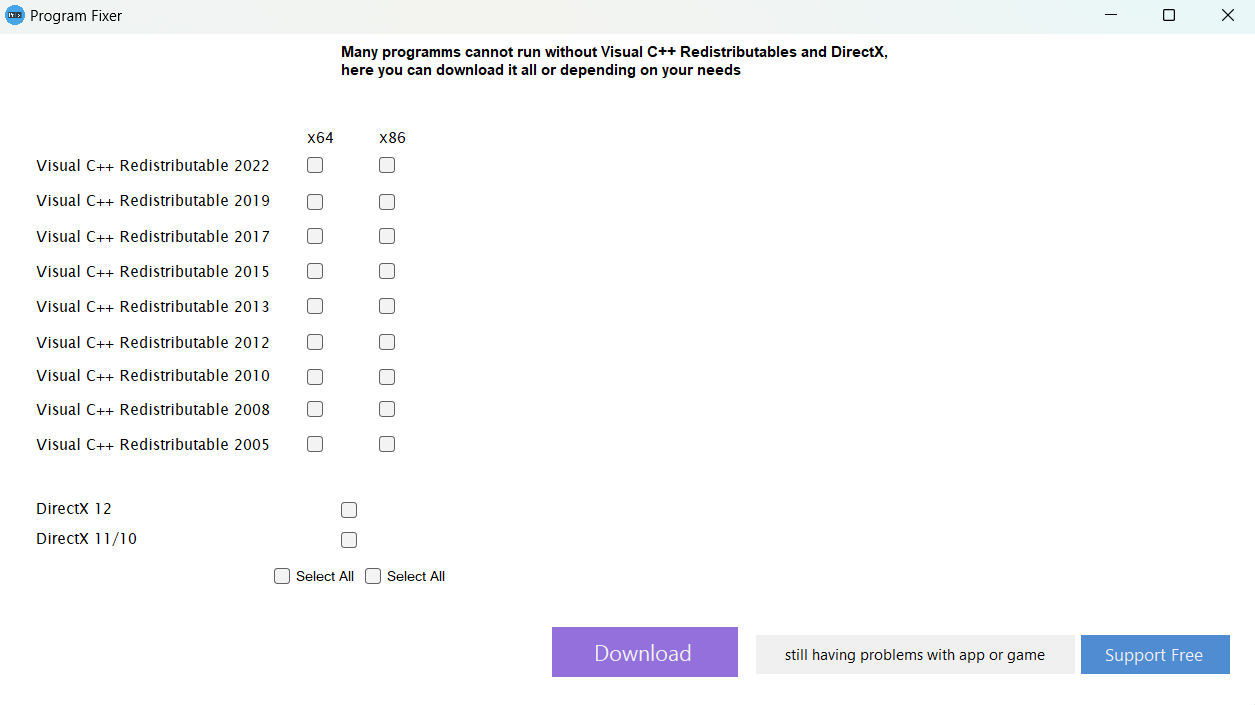 Program Fixer
Many programms cannot run without Visual C++ Redistributables and DirectX,
here you can download it all or depending on your needs
x64 x86
Visual C++ Redistributable 2022
Visual C++ Redistributable 2019
Visual C++ Redistributable 2017
Visual C++ Redistributable 2015
Visual C++ Redistributable 2013
Visual C++ Redistributable 2012
Visual C++ Redistributable 2010
Visual C++ Redistributable 2008
Visual C++ Redistributable 2005
DirectX 12
DirectX 11/10
Select All Select All
Download still having problems with app or game Support Free